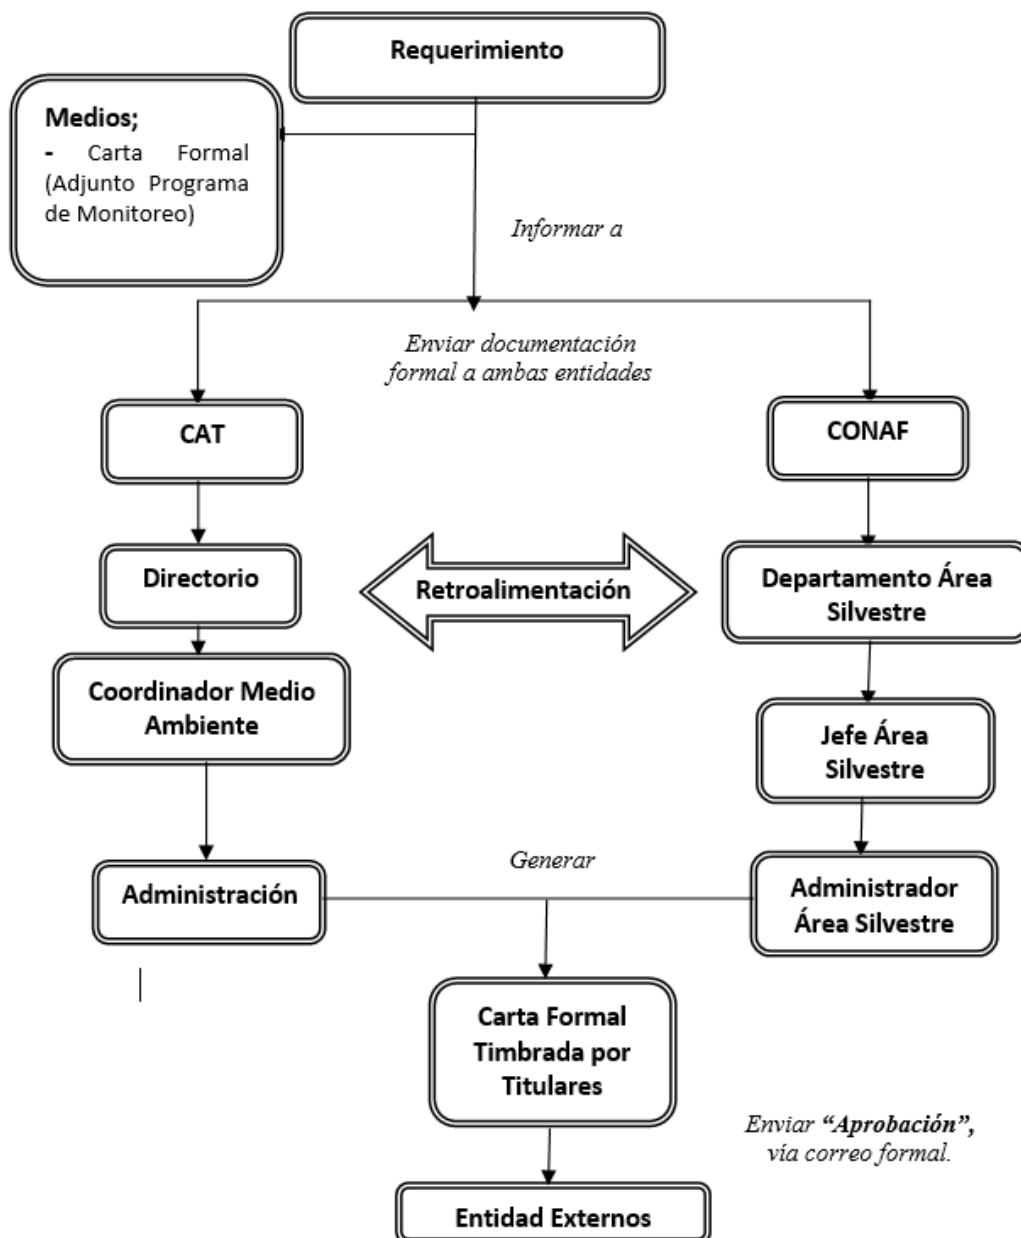 Requerimiento
Medios;
- Carta Formal
(Adjunto Programa
de Monitoreo)
Informar a
Enviar documentación
formal a ambas entidades
CAT
CONAF
Directorio
Retroalimentación
Departamento Área
Silvestre
Coordinador Medio
Ambiente
Jefe Área
Silvestre
Generar
Administración
Administrador
Área Silvestre
Carta Formal
Timbrada por
Titulares
Enviar “Aprobación”,
vía correo formal.
Entidad Externos